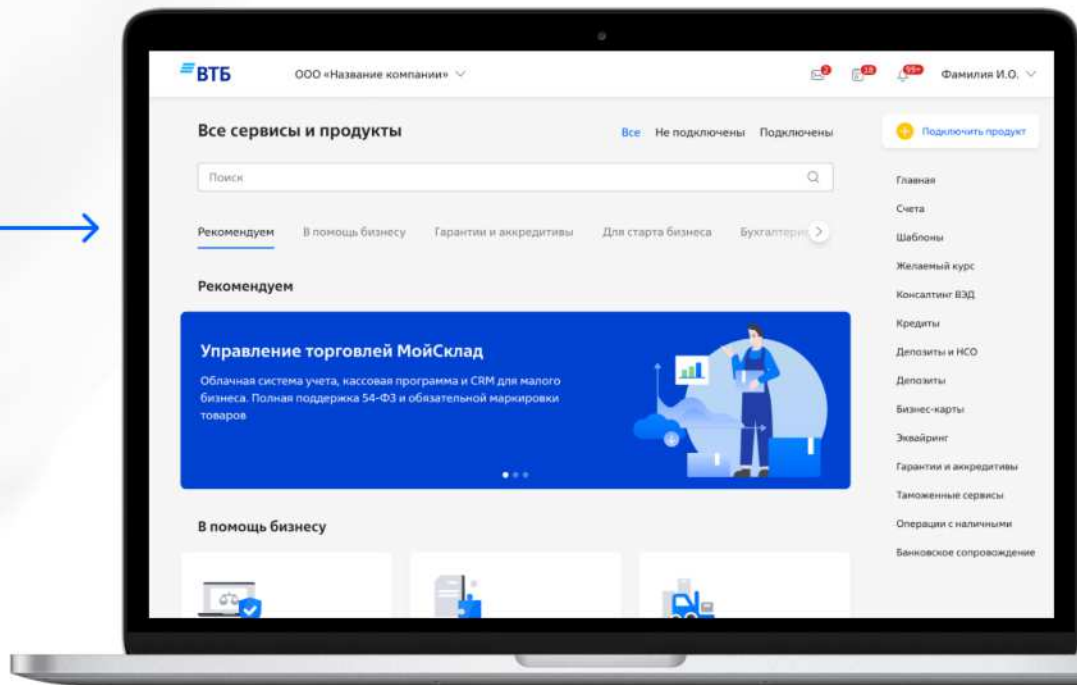 ВТБ
ООО «Название компании»
2
18
99+
Фамилия И.О.
Все сервисы и продукты
Все Не подключены Подключены
Подключить продукт
Поиск
Рекомендуем В помощь бизнесу Гарантии и аккредитивы Для старта бизнеса
Рекомендуем
Управление торговлей МойСклад
Облачная система учета, кассовая программа и CRM для малого
бизнеса. Полная поддержка 54-ФЗ и обязательной маркировки
товаров
В помощь бизнесу
Главная
Счета
Шаблоны
Желаемый курс
Консалтинг ВЭД
Кредиты
Депозиты и НСО
Депозиты
Бизнес-карты
Эквайринг
Гарантии и аккредитивы
Таможенные сервисы
Операции с наличными
Банковское сопровождение